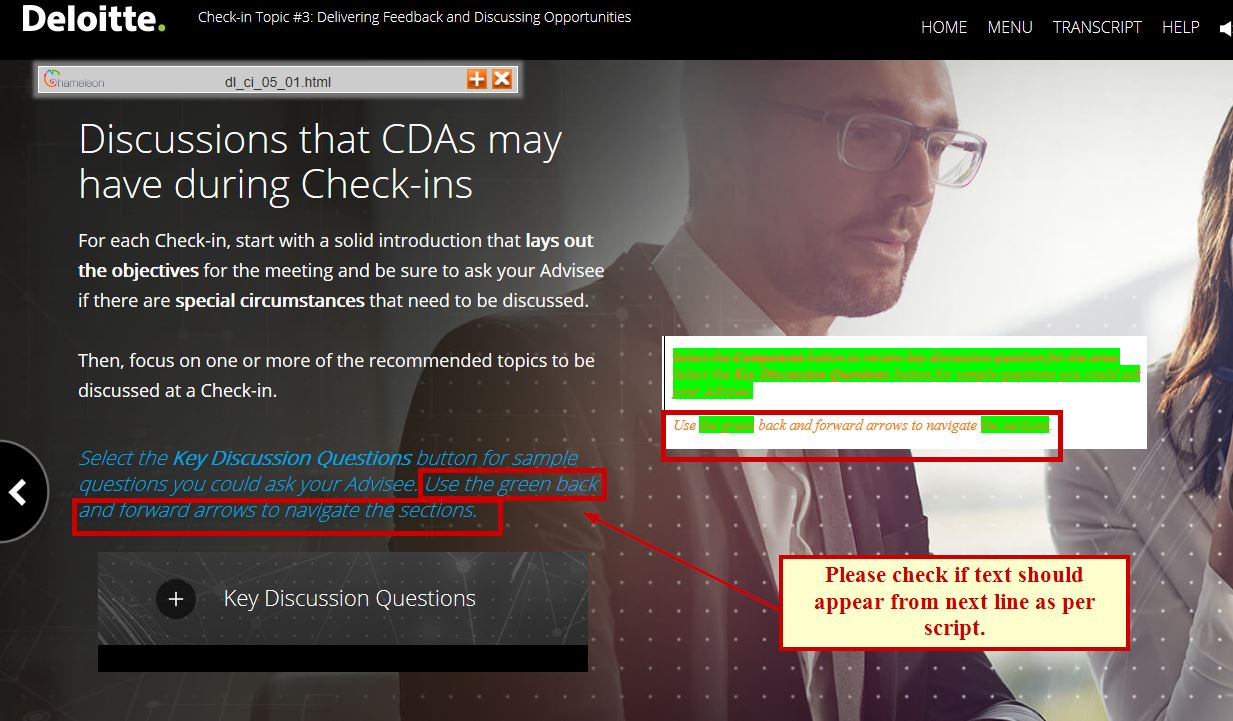 Deloitte.
Check-in Topic #3: Delivering Feedback and Discussing Opportunities
HOME MENU TRANSCRIPT HELP
Chameleon
dl_ci_05_01.html
Discussions that CDAs may
have during Check-ins
For each Check-in, start with a solid introduction that lays out
the objectives for the meeting and be sure to ask your Advisee
if there are special circumstances that need to be discussed.
Then, focus on one or more of the recommended topics to be
discussed at a Check-in.
Select the Key Discussion Questions button for sample
questions you could ask your Advisee. Use the green back
and forward arrows to navigate the sections.
Key Discussion Questions
Select the Component button to review key discussion question for the area.
Select the Key Discussion Questions button for sample questions you could ask
your Advisee.
Use the green back and forward arrows to navigate the sections.
Please check if text should
appear from next line as per
script.